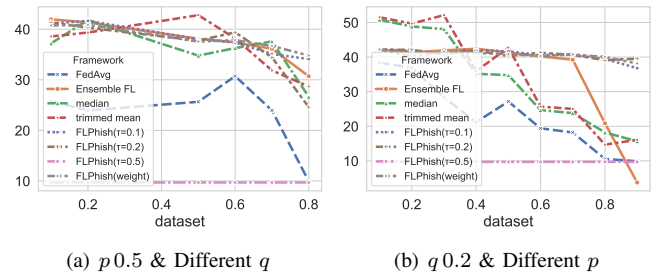 40
30
20
10
Framework
FedAvg
Ensemble FL
median
trimmed mean
FLPhish(τ=0.1)
FLPhish(τ=0.2)
FLPhish(τ=0.5)
FLPhish(weight)
0.2 0.4 0.6 0.8
dataset
(a) p 0.5 & Different q
50
40
30
20
10
Framework
FedAvg
Ensemble FL
median
trimmed mean
FLPhish(τ=0.1)
FLPhish(τ=0.2)
FLPhish(τ=0.5)
FLPhish(weight)
0.2 0.4 0.6 0.8
dataset
(b) q 0.2 & Different p